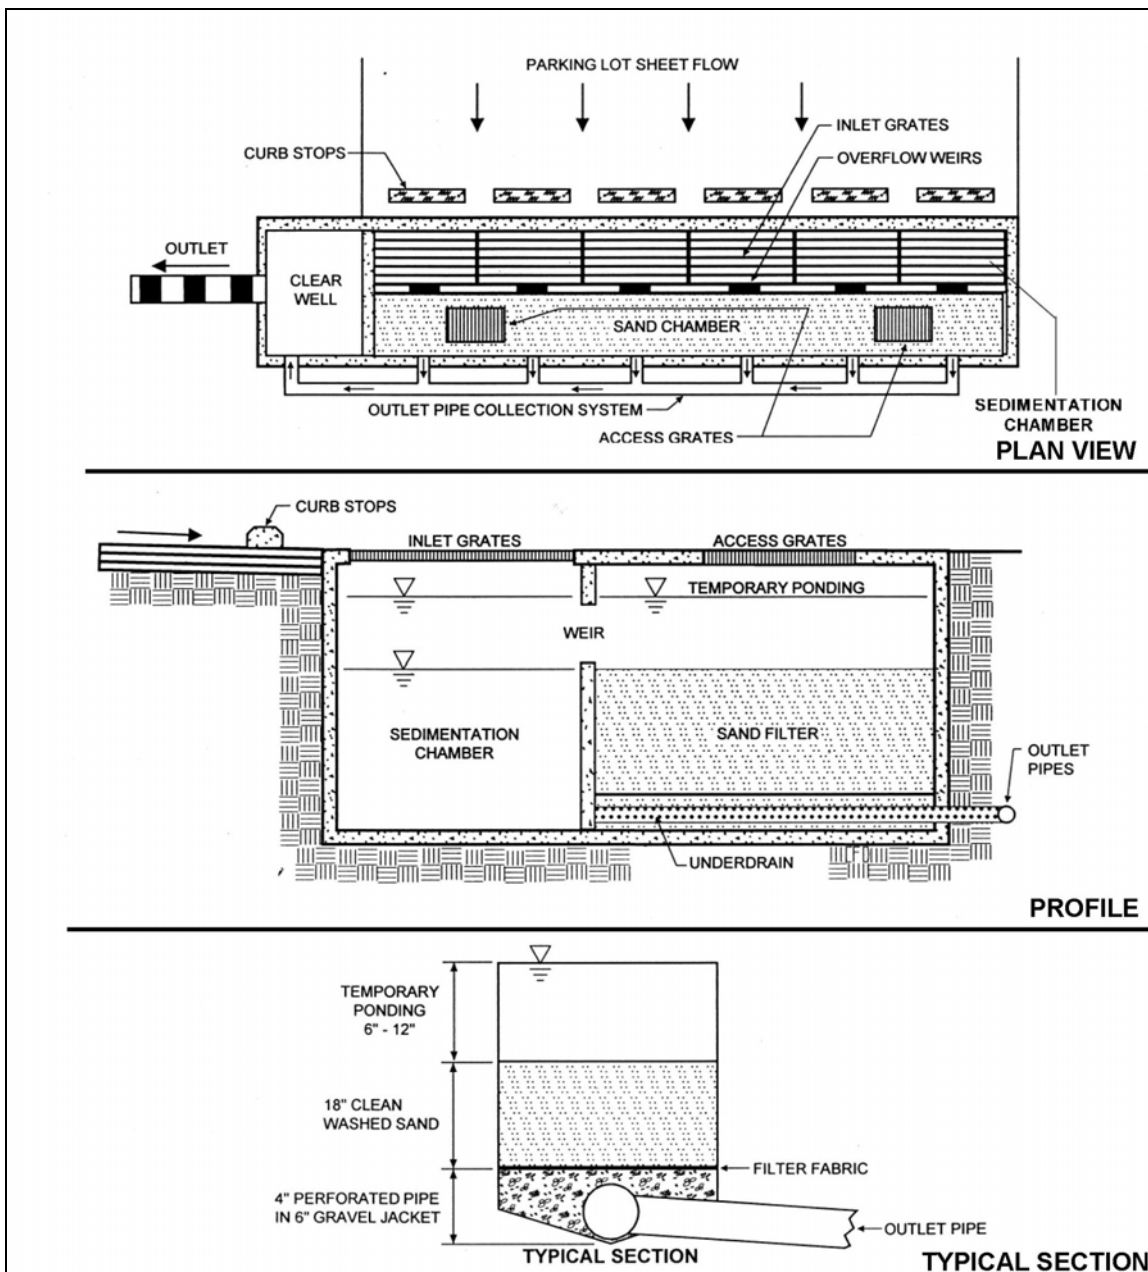 PARKING LOT SHEET FLOW
INLET GRATES
CURB STOPS
OVERFLOW WEIRS
OUTLET
CLEAR
WELL
SAND CHAMBER
OUTLET PIPE COLLECTION SYSTEM
SEDIMENTATION
CHAMBER
ACCESS GRATES
PLAN VIEW
CURB STOPS
INLET GRATES
ACCESS GRATES
TEMPORARY PONDING
WEIR
SEDIMENTATION
CHAMBER
SAND FILTER
OUTLET
PIPES
UNDERDRAIN
PROFILE
TEMPORARY
PONDING
6" - 12"
18" CLEAN
WASHED SAND
FILTER FABRIC
4" PERFORATED PIPE
IN 6" GRAVEL JACKET
OUTLET PIPE
TYPICAL SECTION
TYPICAL SECTION